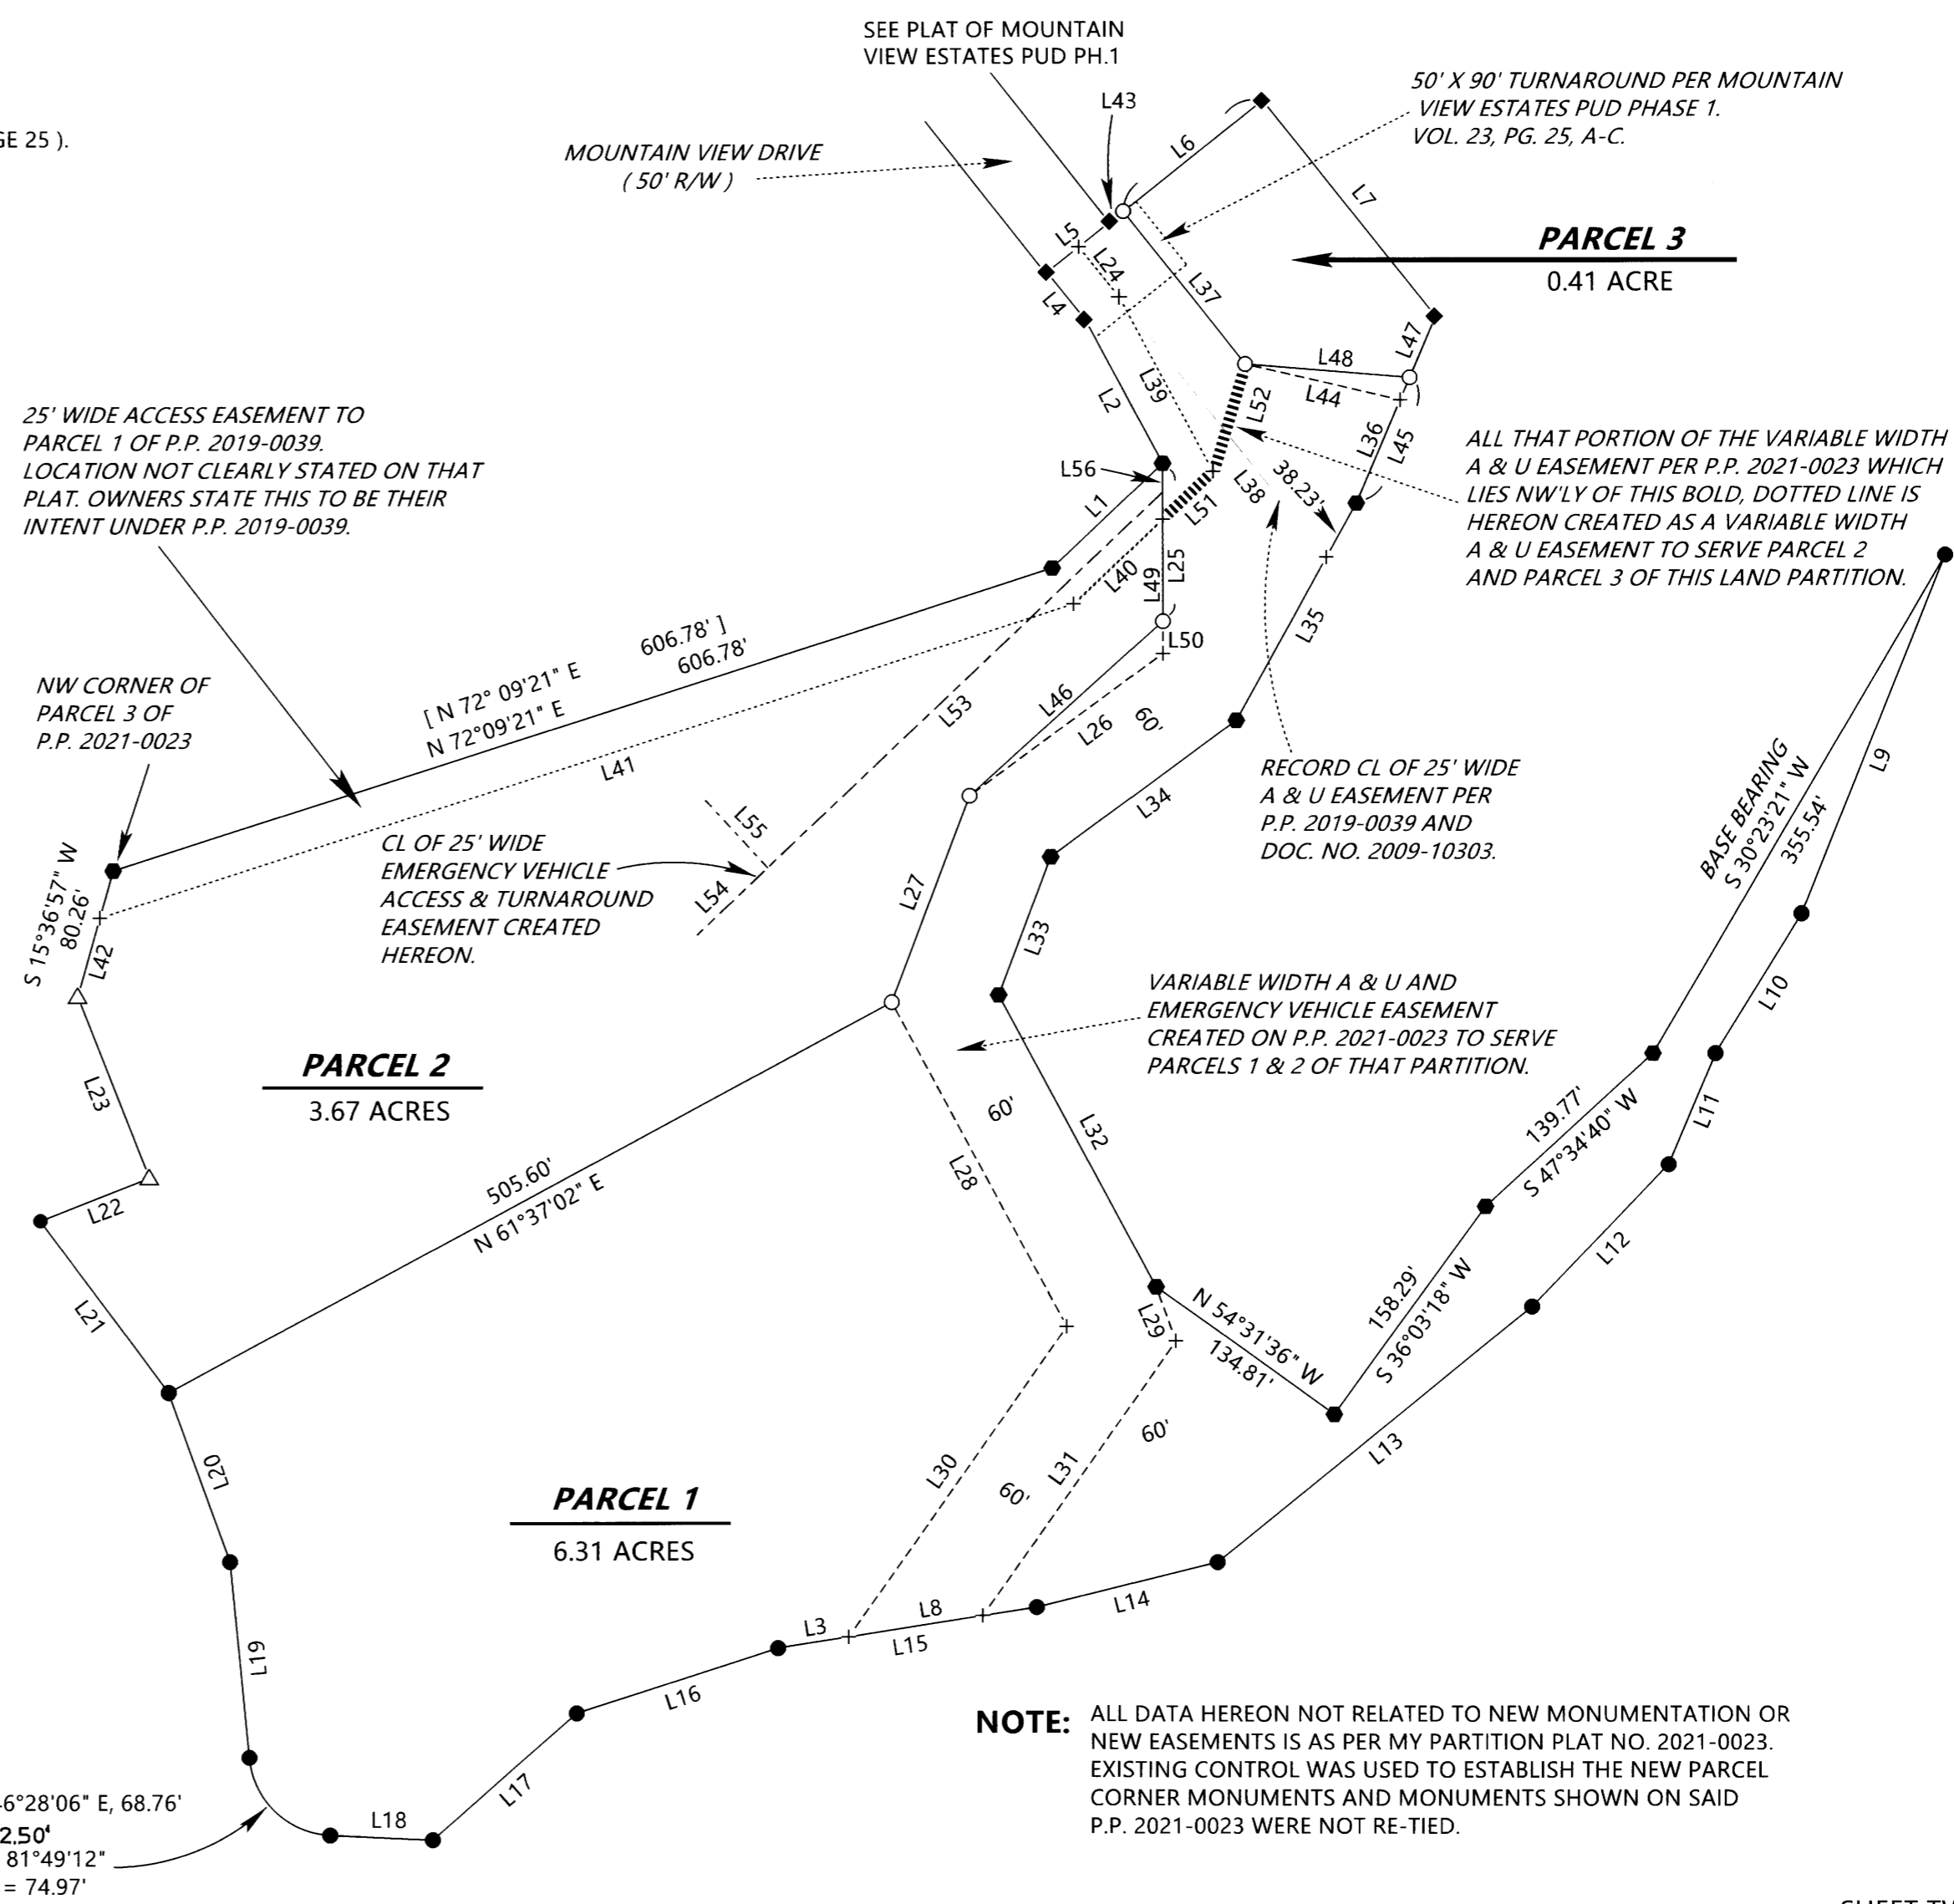 SEE PLAT OF MOUNTAIN
VIEW ESTATES PUD PH.1
GE 25 ).
MOUNTAIN VIEW DRIVE
( 50' R/W )
L43
50' X 90' TURNAROUND PER MOUNTAIN
VIEW ESTATES PUD PHASE 1.
VOL. 23, PG. 25, A-C.
L6
L7
L5
L24
L4
L37
PARCEL 3
0.41 ACRE
L47
L48
L44
L39
L2
L52
L36
L45
L56
L1
L51
L38
38.23'
25' WIDE ACCESS EASEMENT TO
PARCEL 1 OF P.P. 2019-0039.
LOCATION NOT CLEARLY STATED ON THAT
PLAT. OWNERS STATE THIS TO BE THEIR
INTENT UNDER P.P. 2019-0039.
ALL THAT PORTION OF THE VARIABLE WIDTH
A & U EASEMENT PER P.P. 2021-0023 WHICH
LIES NW'LY OF THIS BOLD, DOTTED LINE IS
HEREON CREATED AS A VARIABLE WIDTH
A & U EASEMENT TO SERVE PARCEL 2
AND PARCEL 3 OF THIS LAND PARTITION.
L40
L49
L25
L50
L35
606.78' ]
606.78'
[ N 72° 09'21" E
N 72°09'21" E
NW CORNER OF
PARCEL 3 OF
P.P. 2021-0023
L41
L53
L46
L26
60'
RECORD CL OF 25' WIDE
A & U EASEMENT PER
P.P. 2019-0039 AND
DOC. NO. 2009-10303.
BASE BEARING
S 30°23'21" W
355.54'
L9
L34
L55
L54
CL OF 25' WIDE
EMERGENCY VEHICLE
ACCESS & TURNAROUND
EASEMENT CREATED
HEREON.
L27
L33
S 15°36'57" W
80.26'
L42
VARIABLE WIDTH A & U AND
EMERGENCY VEHICLE EASEMENT
CREATED ON P.P. 2021-0023 TO SERVE
PARCELS 1 & 2 OF THAT PARTITION.
L10
L23
PARCEL 2
3.67 ACRES
60'
L32
L11
139.77'
S 47°34'40" W
L28
L22
505.60'
N 61°37'02" E
L12
L21
L29
N 54°31'36" W
134.81'
158.29'
S 36°03'18" W
L20
L30
L31
60'
60'
L13
PARCEL 1
6.31 ACRES
L19
L3
L8
L15
L14
L16
L17
L18
NOTE: ALL DATA HEREON NOT RELATED TO NEW MONUMENTATION OR
NEW EASEMENTS IS AS PER MY PARTITION PLAT NO. 2021-0023.
EXISTING CONTROL WAS USED TO ESTABLISH THE NEW PARCEL
CORNER MONUMENTS AND MONUMENTS SHOWN ON SAID
P.P. 2021-0023 WERE NOT RE-TIED.
6°28'06" E, 68.76'
2.50'
81°49'12"
= 74.97'